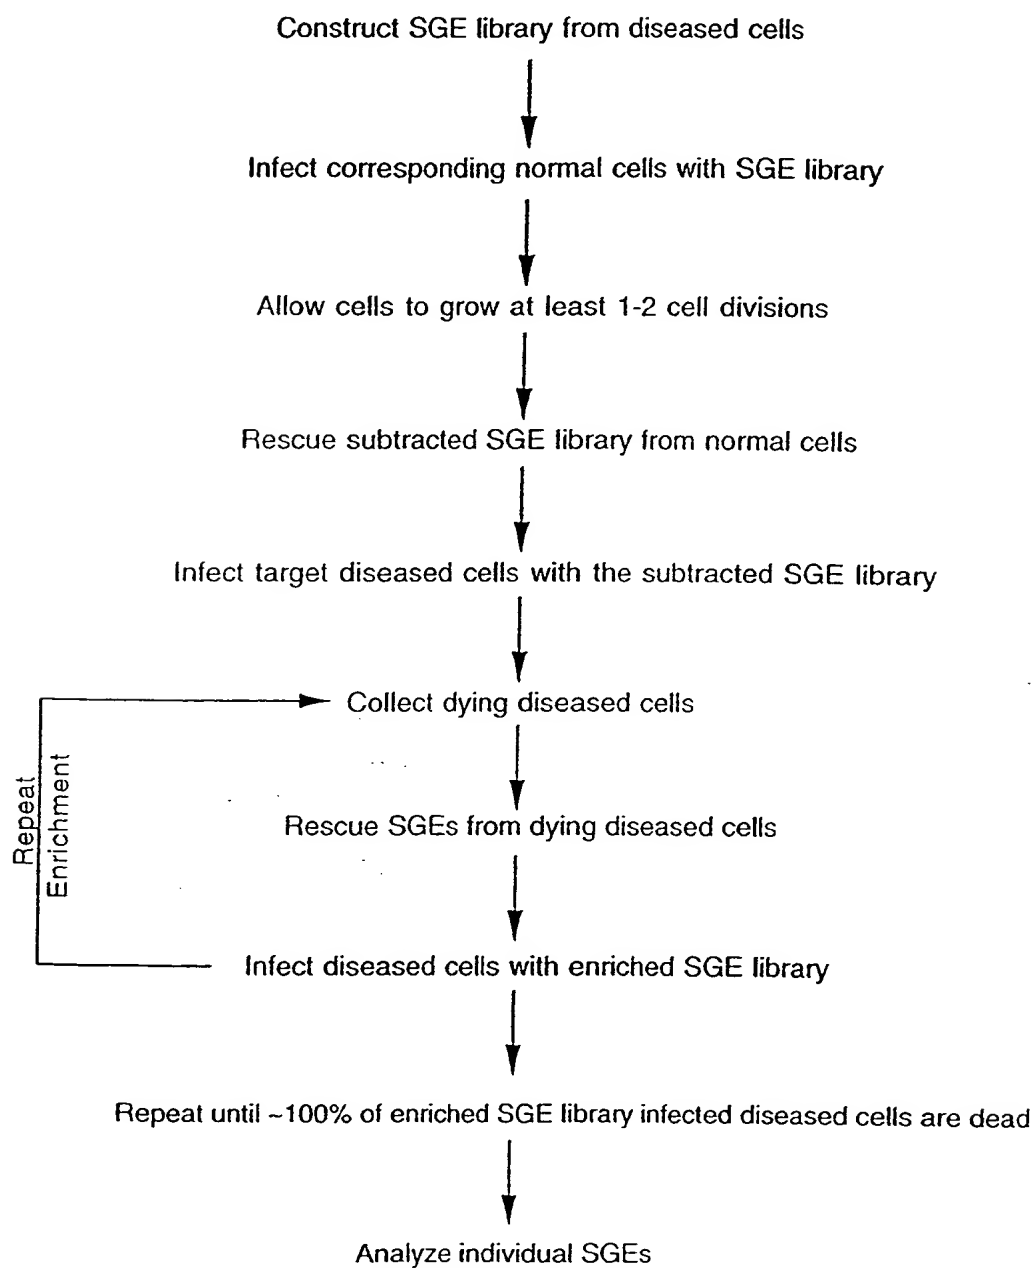 Construct SGE library from diseased cells
Infect corresponding normal cells with SGE library
Allow cells to grow at least 1-2 cell divisions
Rescue subtracted SGE library from normal cells
Infect target diseased cells with the subtracted SGE library
Collect dying diseased cells
Repeat
Enrichment
Rescue SGEs from dying diseased cells
Infect diseased cells with enriched SGE library
Repeat until ~100% of enriched SGE library infected diseased cells are dead
Analyze individual SGEs